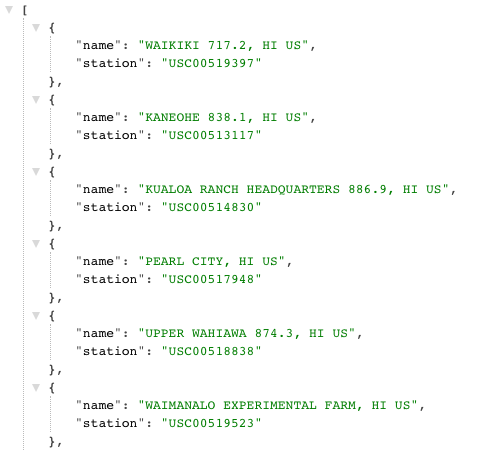 [
{
"name": "WAIKIKI 717.2, HI US",
"station": "USC00519397"
},
{
"name": "KANEOHE 838.1, HI US",
"station": "USC00513117"
},
{
"name": "KUALOA RANCH HEADQUARTERS 886.9, HI US",
"station": "USC00514830"
},
{
"name": "PEARL CITY, HI US",
"station": "USC00517948"
},
{
"name": "UPPER WAHIAWA 874.3, HI US",
"station": "USC00518838"
},
{
"name": "WAIMANALO EXPERIMENTAL FARM, HI US",
"station": "USC00519523"
},